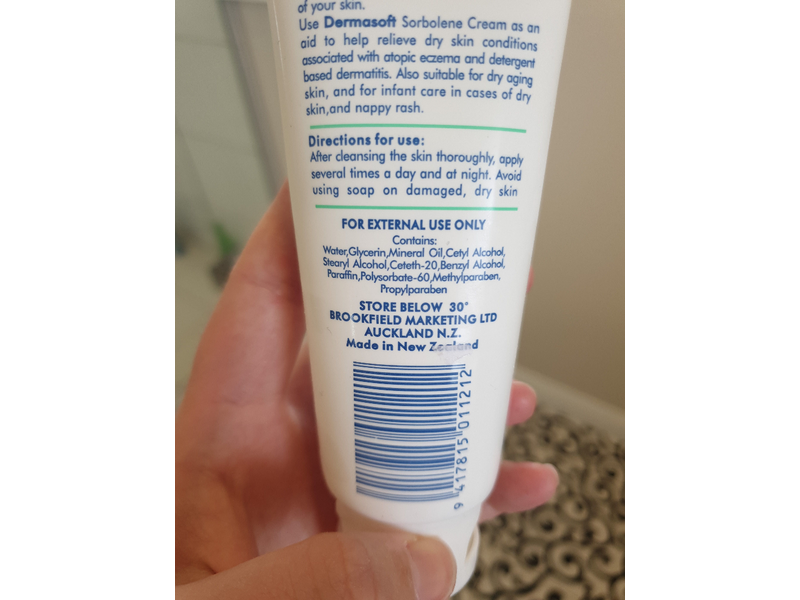 of your skin.
Use Dermasoft Sorbolene Cream as an
aid to help relieve dry skin conditions
associated with atopic eczema and detergent
based dermatitis. Also suitable for dry aging
skin, and for infant care in cases of dry
skin,and nappy rash.
Directions for use:
After cleansing the skin thoroughly, apply
several times a day and at night. Avoid
using soap on damaged, dry skin
FOR EXTERNAL USE ONLY
Contains:
Water,Glycerin,Mineral Oil,Cetyl Alcohol,
Stearyl Alcohol,Ceteth-20,Benzyl Alcohol,
Paraffin,Polysorbate-60,Methylparaben,
Propylparaben
STORE BELOW 30°
BROOKFIELD MARKETING LTD
AUCKLAND N.Z.
Made in New Zealand
9 417815 011212